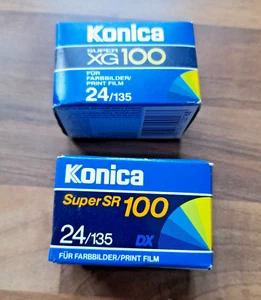 Konica
SUPER
XG 100
FÜR
FARBBILDER/
PRINT FILM
24/135
Konica
Super SR 100
24/135
DX
FÜR FARBBILDER/PRINT FILM